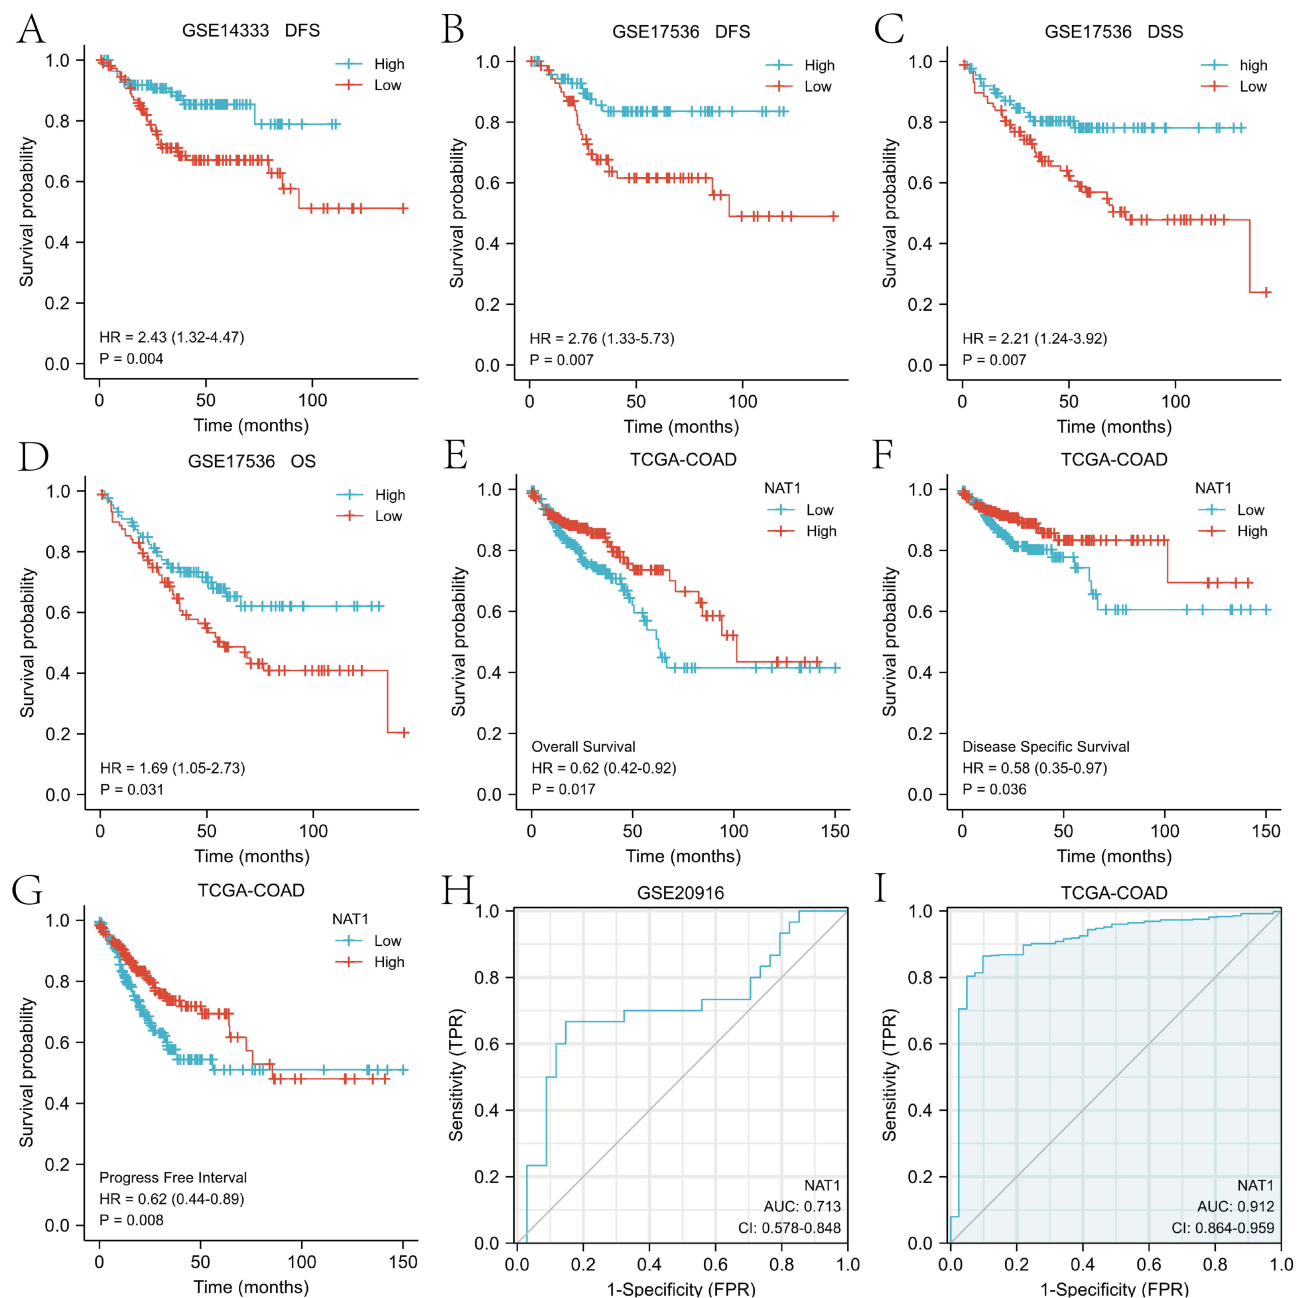 A
GSE14333 DFS
High
Low
1.0
0.8
0.6
0.4
0.2
0.0
Survival probability
HR = 2.43 (1.32-4.47)
P = 0.004
0 50 100
Time (months)
B
GSE17536 DFS
High
Low
1.0
0.8
0.6
0.4
0.2
0.0
Survival probability
HR = 2.76 (1.33-5.73)
P = 0.007
0 50 100
Time (months)
C
GSE17536 DSS
high
Low
1.0
0.8
0.6
0.4
0.2
0.0
Survival probability
HR = 2.21 (1.24-3.92)
P = 0.007
0 50 100
Time (months)
D
GSE17536 OS
High
Low
1.0
0.8
0.6
0.4
0.2
0.0
Survival probability
HR = 1.69 (1.05-2.73)
P = 0.031
0 50 100
Time (months)
E
TCGA-COAD
NAT1
Low
High
1.0
0.8
0.6
0.4
0.2
0.0
Survival probability
Overall Survival
HR = 0.62 (0.42-0.92)
P = 0.017
0 50 100 150
Time (months)
F
TCGA-COAD
NAT1
Low
High
1.0
0.8
0.6
0.4
0.2
0.0
Survival probability
Disease Specific Survival
HR = 0.58 (0.35-0.97)
P = 0.036
0 50 100 150
Time (months)
G
TCGA-COAD
NAT1
Low
High
1.0
0.8
0.6
0.4
0.2
0.0
Survival probability
Progress Free Interval
HR = 0.62 (0.44-0.89)
P = 0.008
0 50 100 150
Time (months)
H
GSE20916
1.0
0.8
0.6
0.4
0.2
0.0
Sensitivity (TPR)
NAT1
AUC: 0.713
CI: 0.578-0.848
0.0 0.2 0.4 0.6 0.8 1.0
1-Specificity (FPR)
I
TCGA-COAD
1.0
0.8
0.6
0.4
0.2
0.0
Sensitivity (TPR)
NAT1
AUC: 0.912
CI: 0.864-0.959
0.0 0.2 0.4 0.6 0.8 1.0
1-Specificity (FPR)